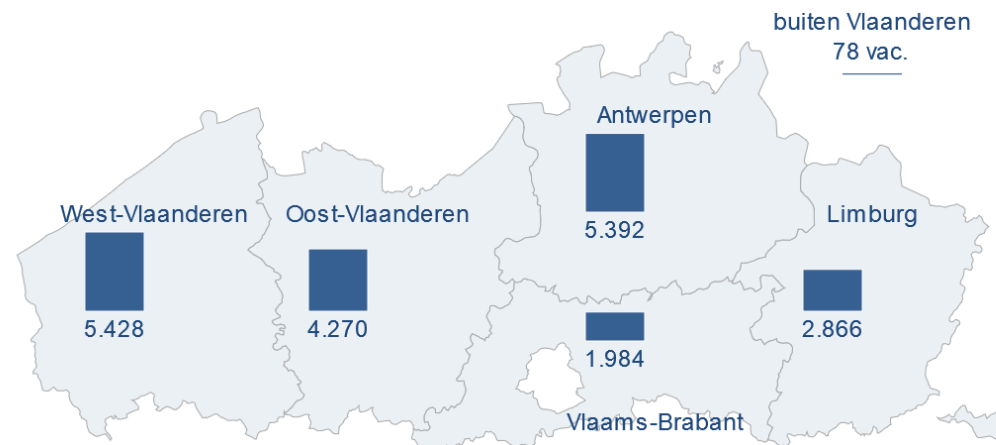 buiten Vlaanderen
78 vac.
Antwerpen
5.392
West-Vlaanderen
5.428
Oost-Vlaanderen
4.270
Limburg
2.866
1.984
Vlaams-Brabant